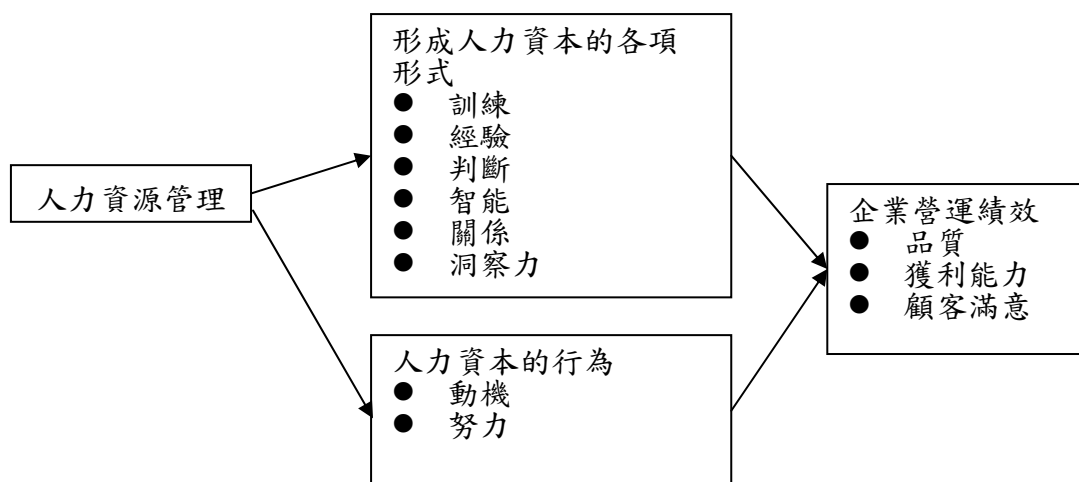 人力資源管理
形成人力資本的各項
形式
● 訓練
● 經驗
● 判斷
● 智能
● 關係
● 洞察力
人力資本的行為
● 動機
● 努力
企業營運績效
● 品質
● 獲利能力
● 顧客滿意